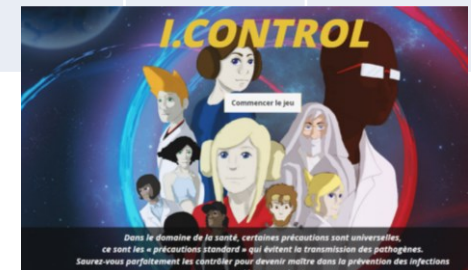 I.CONTROL
Commencer le jeu
Dans le domaine de la santé, certaines précautions sont universelles,
ce sont les « précautions standard » qui évitent la transmission des pathogènes.
Saurez-vous parfaitement les contrôler pour devenir maître dans la prévention des infections